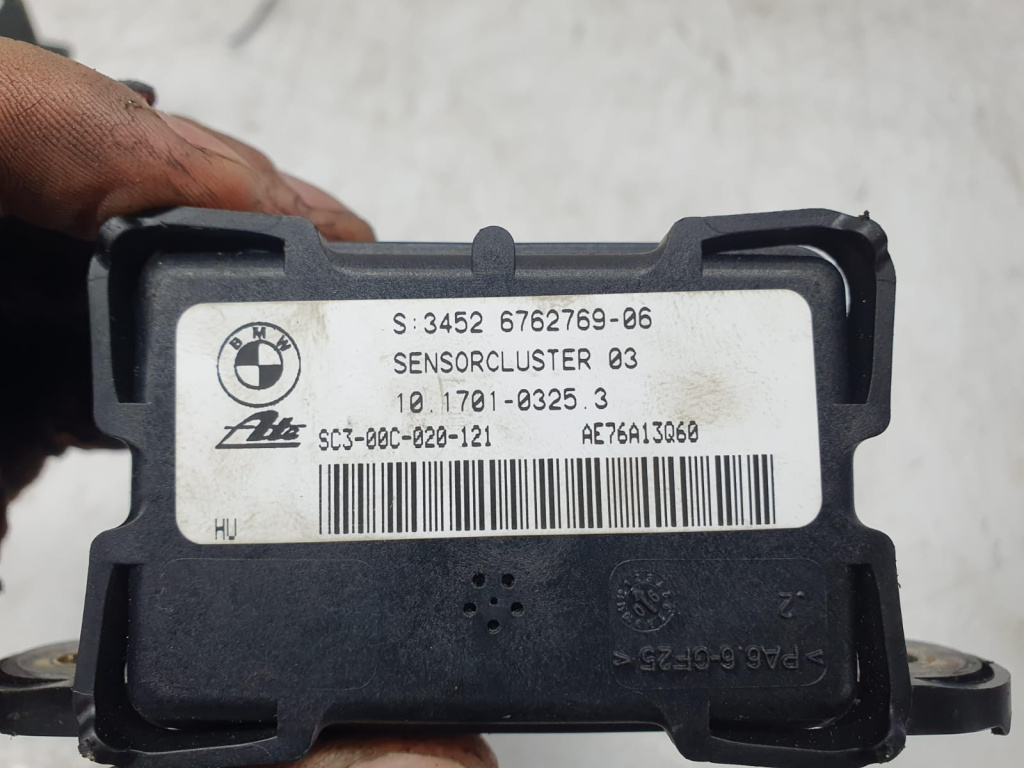 S:3452 6762769-06
BMW
SENSORCLUSTER 03
10.1701-0325.3
Ate
SC3-00C-020-121 AE76A13Q60
HU
.2
>PA6.6-GF25<